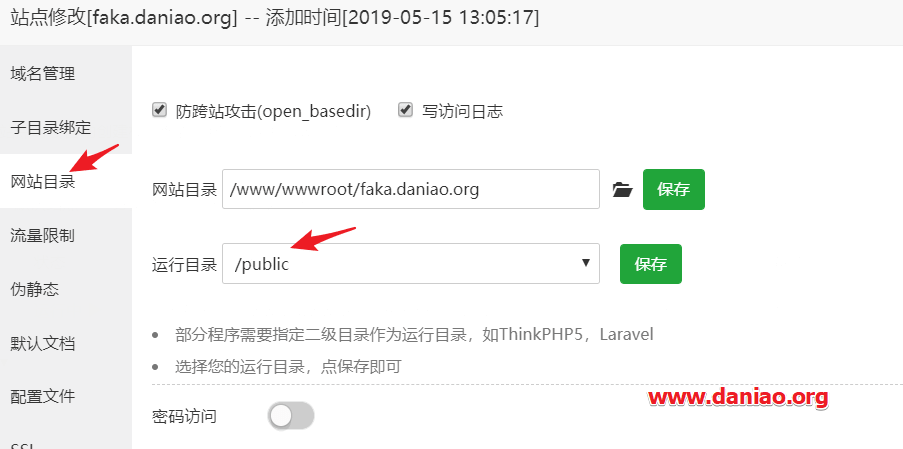 站点修改[faka.daniao.org] -- 添加时间[2019-05-15 13:05:17]
域名管理
子目录绑定
网站目录
流量限制
伪静态
默认文档
配置文件
SSL
防跨站攻击(open_basedir) 写访问日志
网站目录 /www/wwwroot/faka.daniao.org 保存
运行目录 /public 保存
部分程序需要指定二级目录作为运行目录，如ThinkPHP5，Laravel
选择您的运行目录，点保存即可
www.daniao.org
密码访问